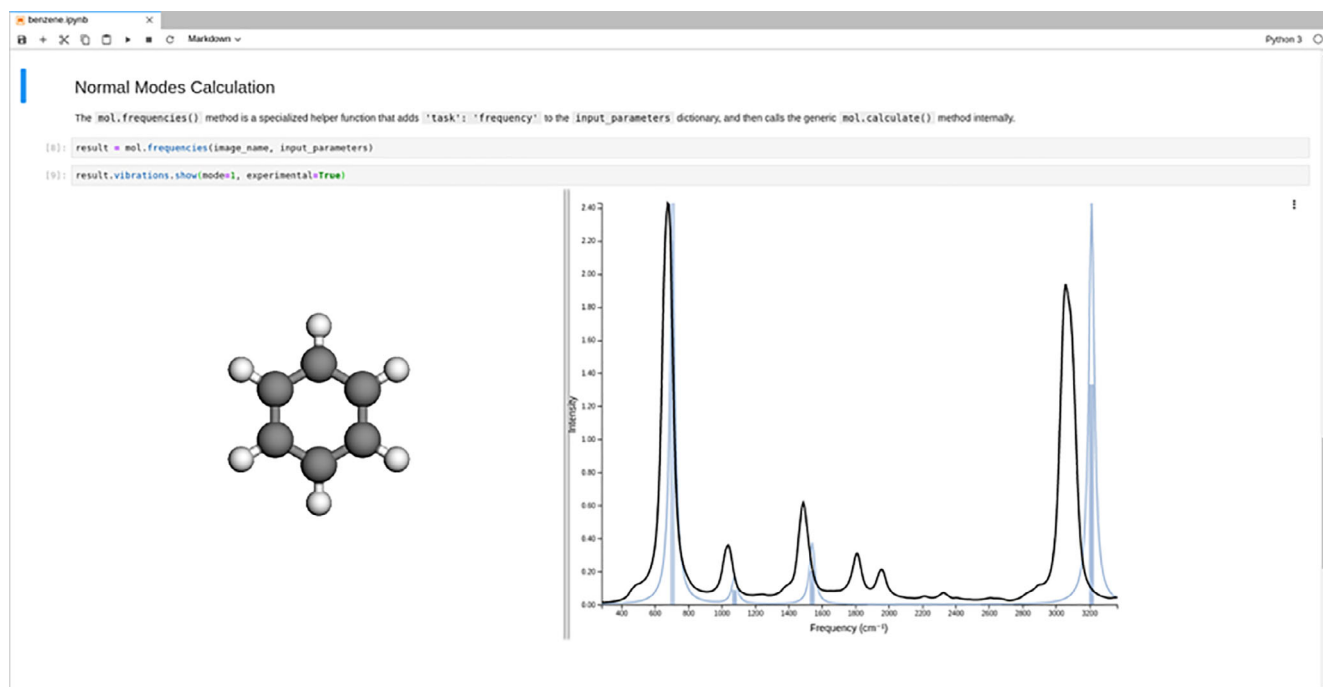 benzene.ipynb
Markdown
Python 3
Normal Modes Calculation
The mol.frequencies() method is a specialized helper function that adds 'task': 'frequency' to the input_parameters dictionary, and then calls the generic mol.calculate() method internally.
[8]: result = mol.frequencies(image_name, input_parameters)
[9]: result.vibrations.show(mode=1, experimental=True)
2.40
2.20
2.00
1.80
1.60
1.40
1.20
1.00
0.80
0.60
0.40
0.20
0.00
Intensity
400 600 800 1000 1200 1400 1600 1800 2000 2200 2400 2600 2800 3000 3200
Frequency (cm⁻¹)